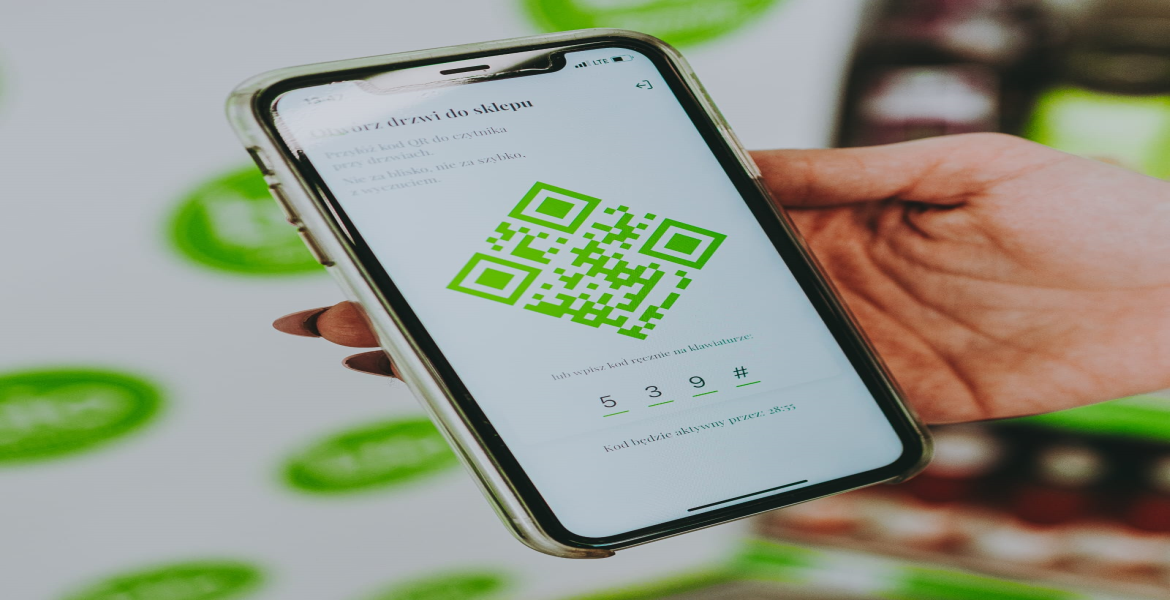 LTE
Otwórz drzwi do sklepu
Przyłóż kod QR do czytnika
przy drzwiach.
Nie za blisko, nie za szybko,
z wyczuciem.
lub wpisz kod ręcznie na klawiaturze:
5 3 9 #
Kod będzie aktywny przez: 28:55